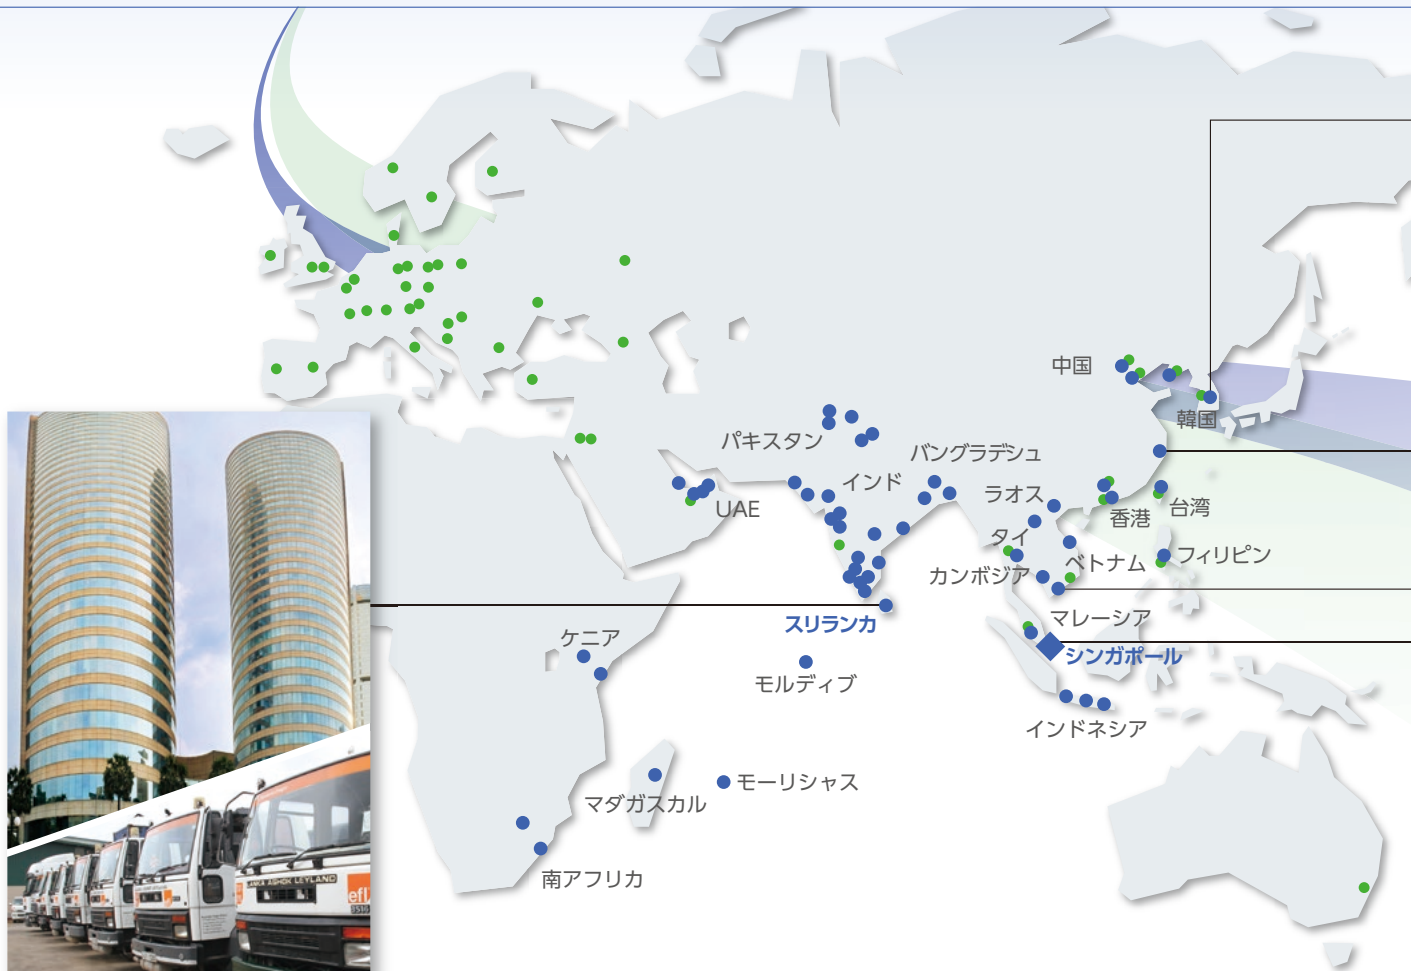 中国
韓国
パキスタン
バングラデシュ
インド
ラオス
UAE
香港
台湾
タイ
ベトナム
フィリピン
カンボジア
スリランカ
マレーシア
ケニア
シンガポール
モルディブ
インドネシア
モーリシャス
マダガスカル
南アフリカ
LANKA ASHOK LEYLAND
efl